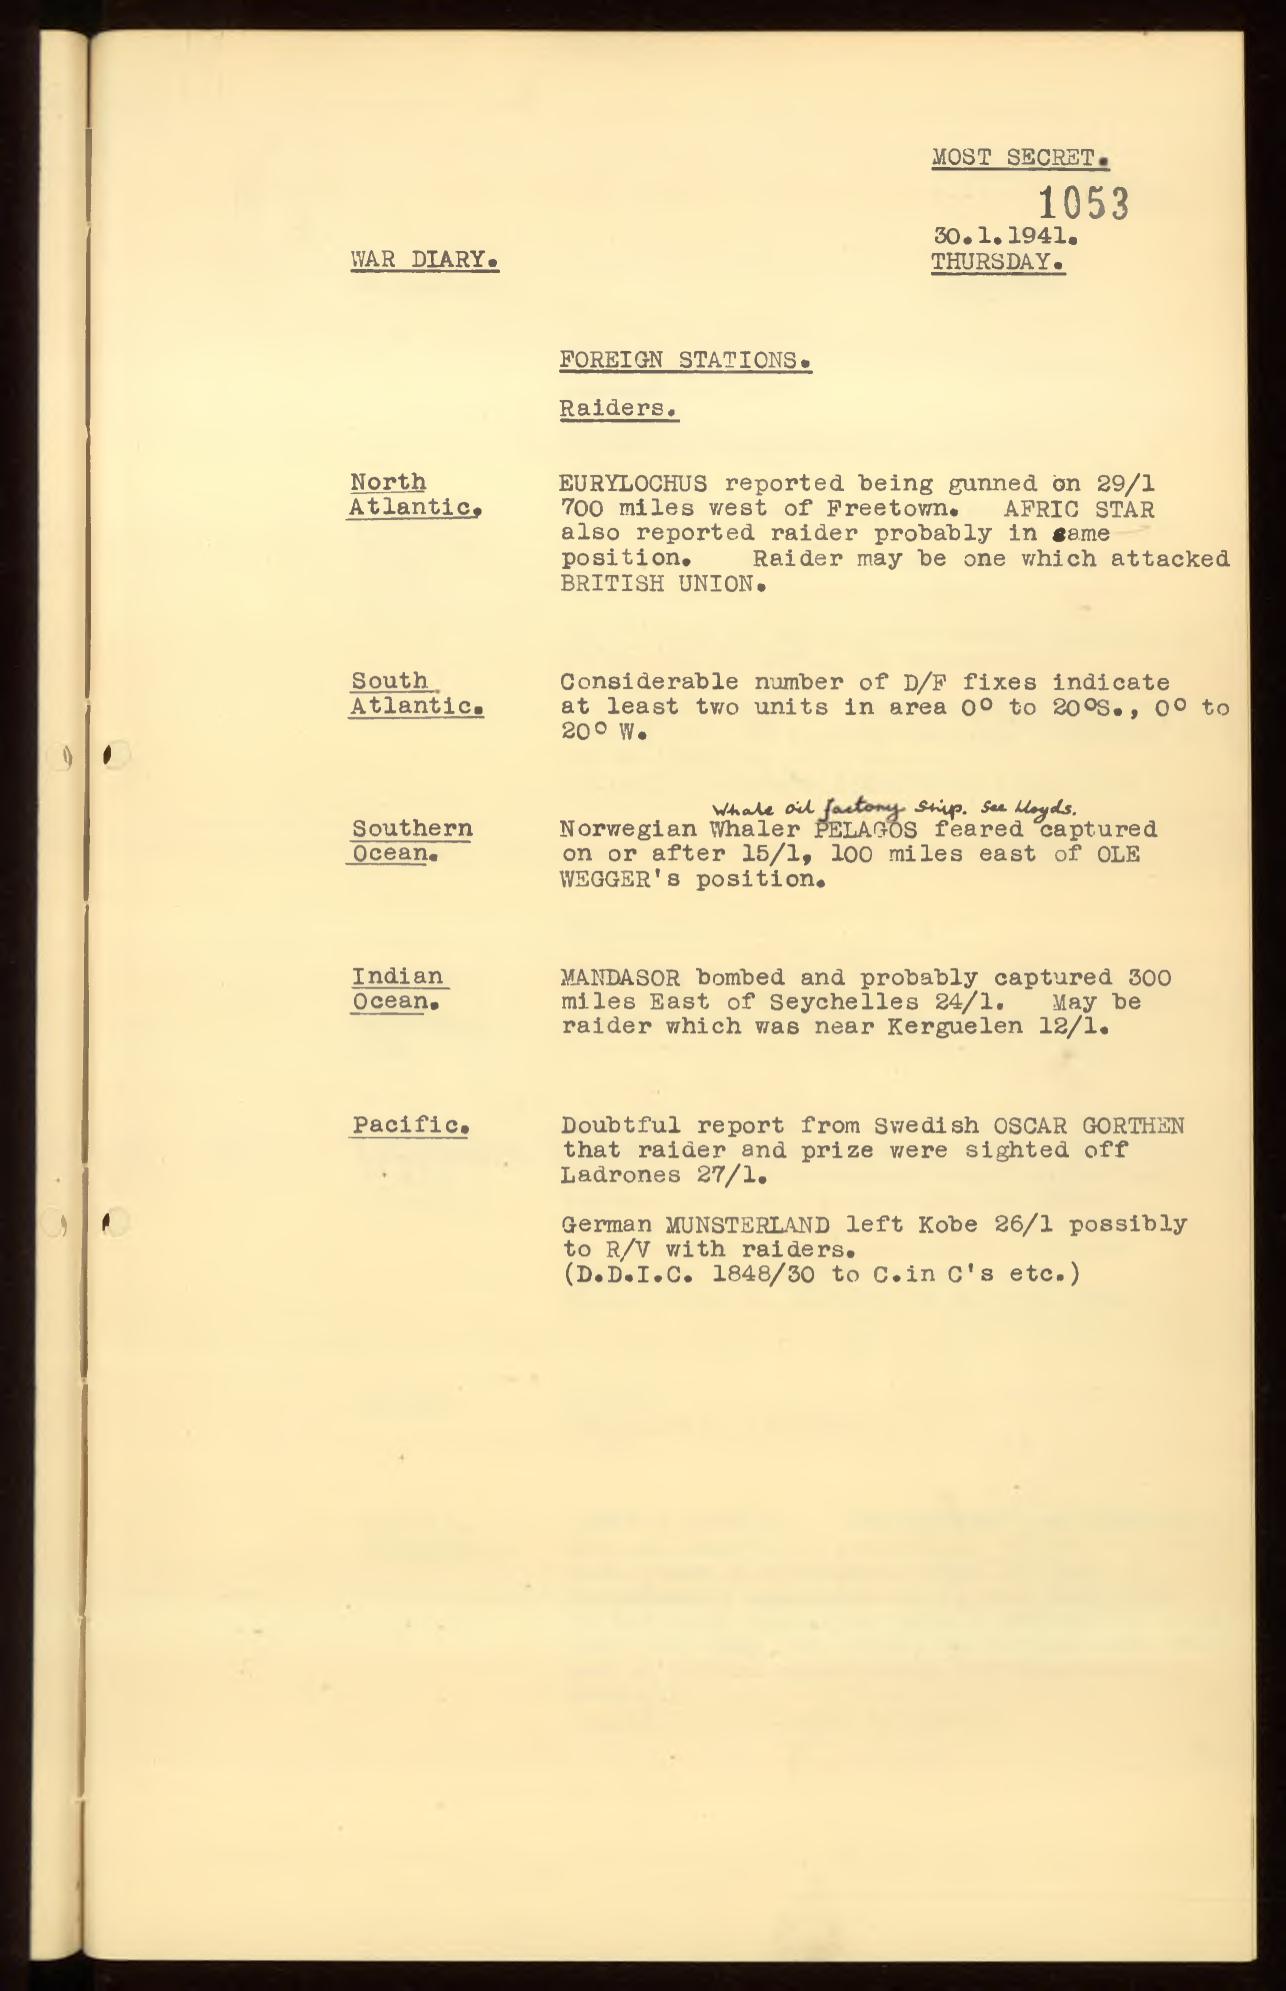 MOST SECRET.
1053
30.1.1941.
WAR DIARY.
THURSDAY.
FOREIGN STATIONS.
Raiders.
North
Atlantic.
EURYLOCHUS reported being gunned on 29/1
700 miles west of Freetown. AFRIC STAR
also reported raider probably in same
position. Raider may be one which attacked
BRITISH UNION.
South
Atlantic.
Considerable number of D/F fixes indicate
at least two units in area 0° to 20°S., 0° to
20° W.
Whale oil factory Ship. See Lloyds.
Southern
Ocean.
Norwegian Whaler PELAGOS feared captured
on or after 15/1, 100 miles east of OLE
WEGGER's position.
Indian
Ocean.
MANDASOR bombed and probably captured 300
miles East of Seychelles 24/1. May be
raider which was near Kerguelen 12/1.
Pacific.
Doubtful report from Swedish OSCAR GORTHEN
that raider and prize were sighted off
Ladrones 27/1.
German MUNSTERLAND left Kobe 26/1 possibly
to R/V with raiders.
(D.D.I.C. 1848/30 to C.in C's etc.)